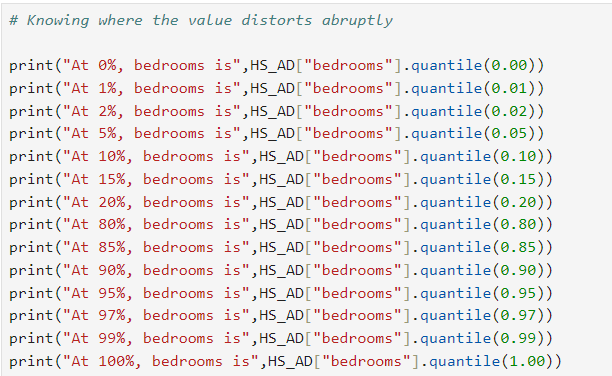 # Knowing where the value distorts abruptly
print("At 0%, bedrooms is",HS_AD["bedrooms"].quantile(0.00))
print("At 1%, bedrooms is",HS_AD["bedrooms"].quantile(0.01))
print("At 2%, bedrooms is",HS_AD["bedrooms"].quantile(0.02))
print("At 5%, bedrooms is",HS_AD["bedrooms"].quantile(0.05))
print("At 10%, bedrooms is",HS_AD["bedrooms"].quantile(0.10))
print("At 15%, bedrooms is",HS_AD["bedrooms"].quantile(0.15))
print("At 20%, bedrooms is",HS_AD["bedrooms"].quantile(0.20))
print("At 80%, bedrooms is",HS_AD["bedrooms"].quantile(0.80))
print("At 85%, bedrooms is",HS_AD["bedrooms"].quantile(0.85))
print("At 90%, bedrooms is",HS_AD["bedrooms"].quantile(0.90))
print("At 95%, bedrooms is",HS_AD["bedrooms"].quantile(0.95))
print("At 97%, bedrooms is",HS_AD["bedrooms"].quantile(0.97))
print("At 99%, bedrooms is",HS_AD["bedrooms"].quantile(0.99))
print("At 100%, bedrooms is",HS_AD["bedrooms"].quantile(1.00))